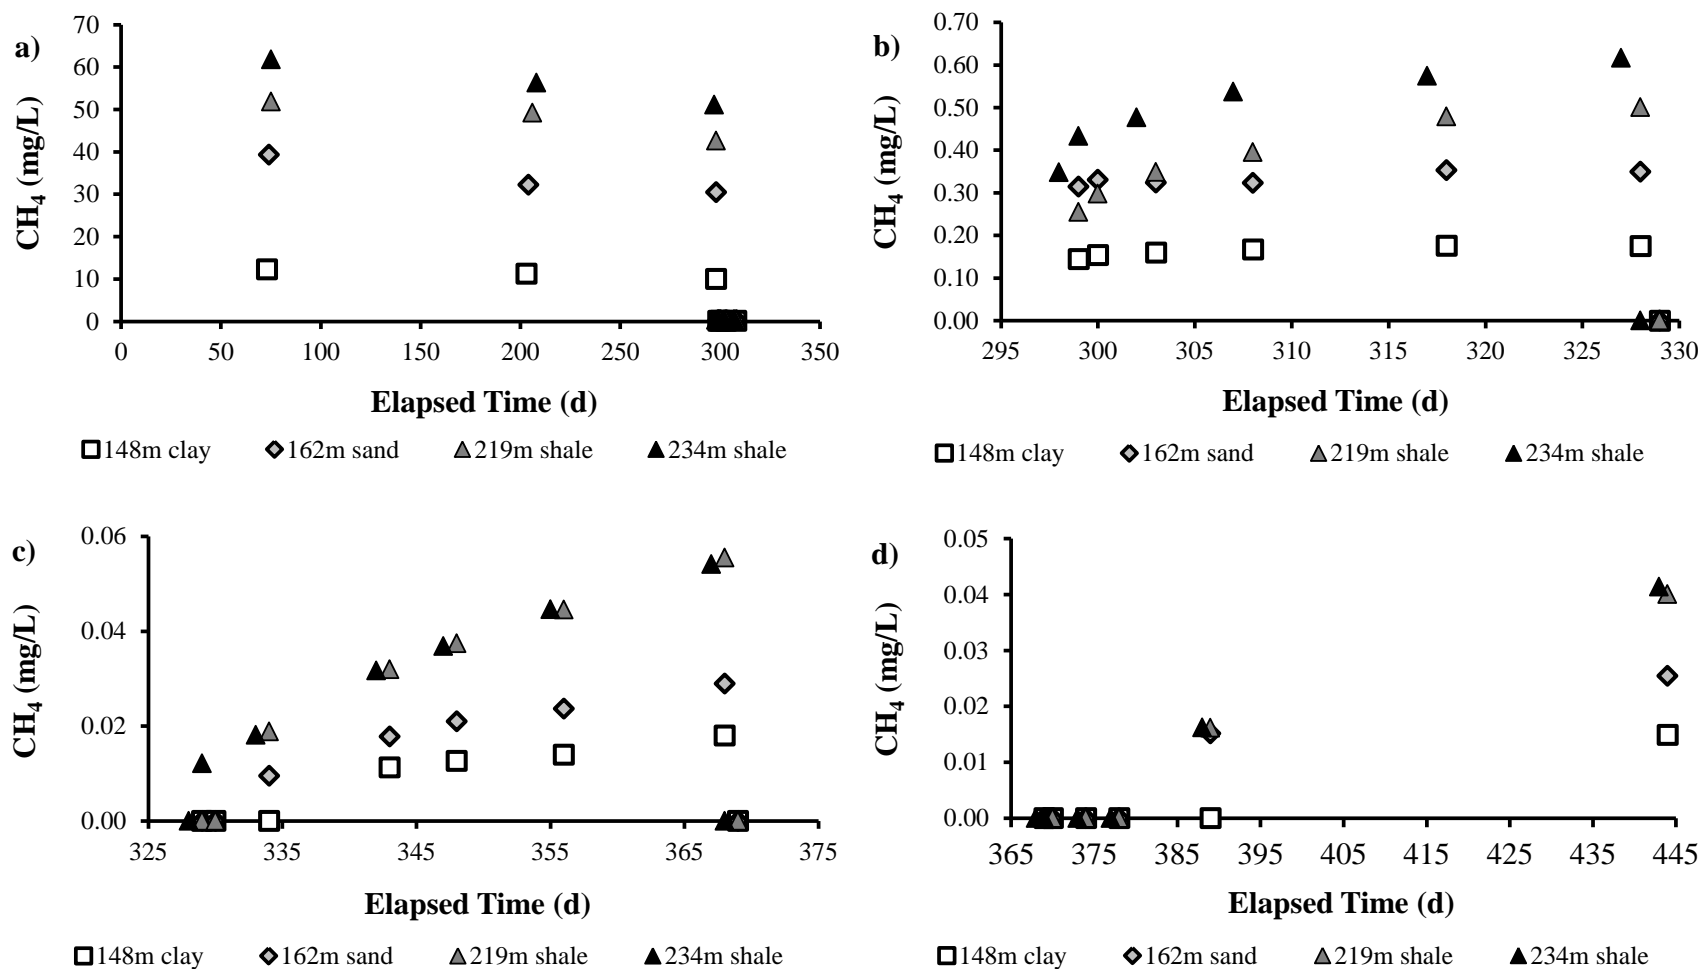 a)
70
60
50
40
30
20
10
0
CH4 (mg/L)
0 50 100 150 200 250 300 350
Elapsed Time (d)
148m clay 162m sand 219m shale 234m shale
b)
0.70
0.60
0.50
0.40
0.30
0.20
0.10
0.00
CH4 (mg/L)
295 300 305 310 315 320 325 330
Elapsed Time (d)
148m clay 162m sand 219m shale 234m shale
c)
0.06
0.04
0.02
0.00
CH4 (mg/L)
325 335 345 355 365 375
Elapsed Time (d)
148m clay 162m sand 219m shale 234m shale
d)
0.05
0.04
0.03
0.02
0.01
0.00
CH4 (mg/L)
365 375 385 395 405 415 425 435 445
Elapsed Time (d)
148m clay 162m sand 219m shale 234m shale